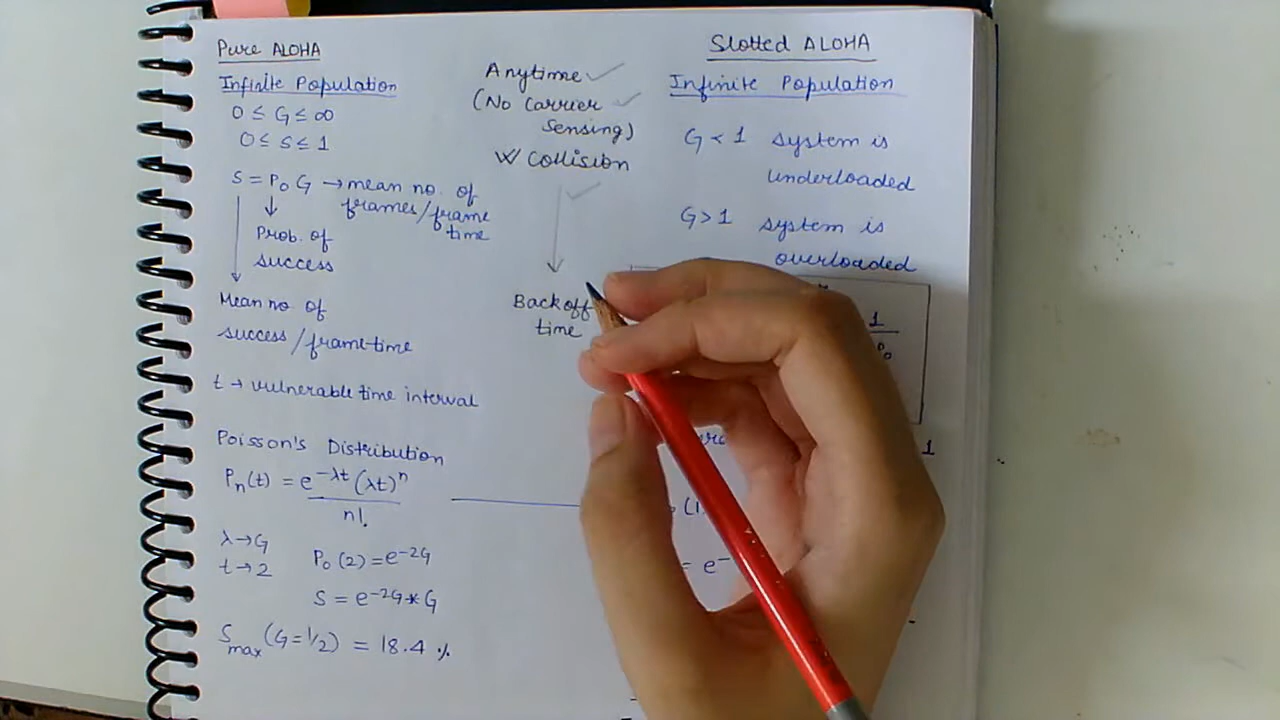 Pure ALOHA
Infinite Population
0 ≤ G ≤ ∞
0 ≤ S ≤ 1
S = P₀ G → mean no. of
frames/frame
time
Prob. of
success
Mean no. of
success/frame time
t → vulnerable time interval
Poisson's Distribution
Pₙ(t) = e^-λt (λt)^n
n!
λ → G
t → 2
P₀(2) = e^-2G
S = e^-2G * G
Smax (G = 1/2) = 18.4 %
Anytime ✓
(No carrier ✓
sensing)
W/ Collision
✓
Backoff
time
Slotted ALOHA
Infinite Population
G < 1 system is
underloaded
G > 1 system is
overloaded
1
1
= e^-